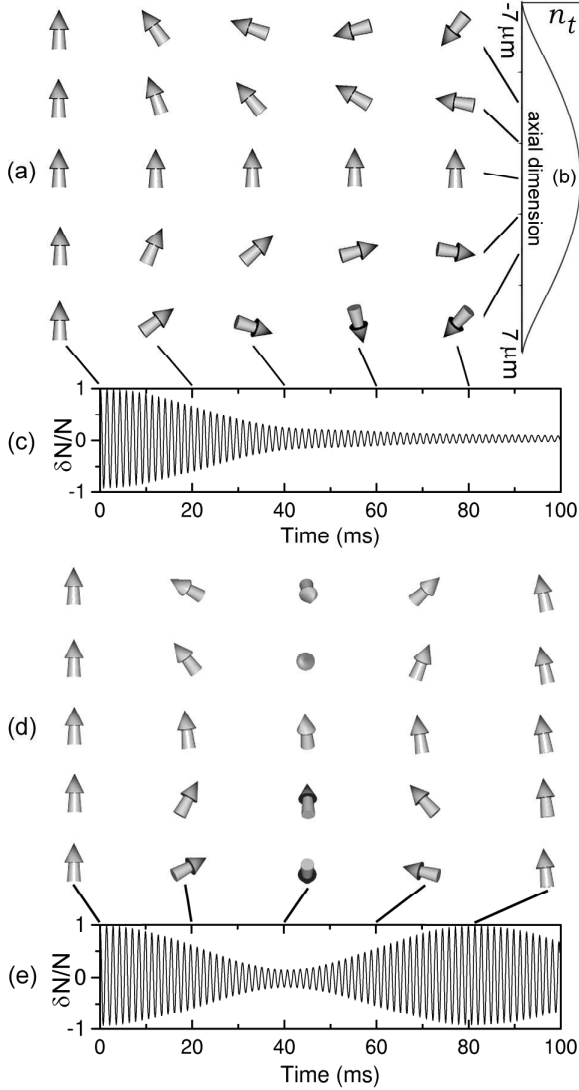 -7 μm
n_t
(a)
axial dimension
(b)
7 μm
(c)
δN/N
1
0
-1
0 20 40 60 80 100
Time (ms)
(d)
(e)
δN/N
1
0
-1
0 20 40 60 80 100
Time (ms)